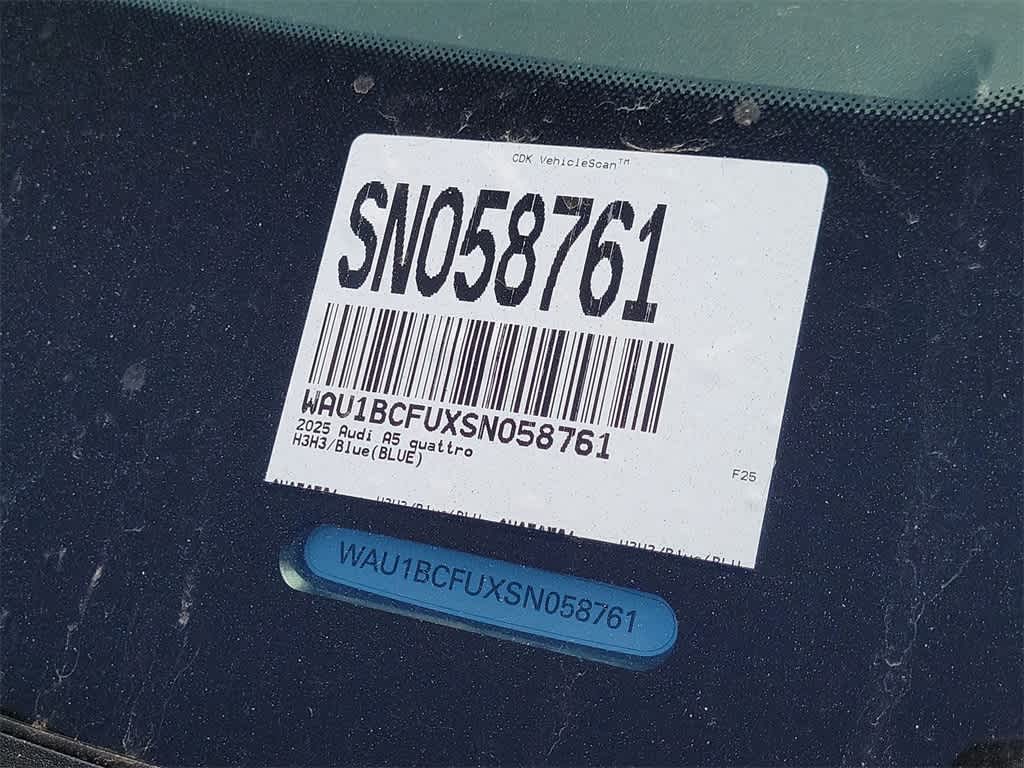 CDK VehicleScan™
SN058761
WAU1BCFUXSN058761
2025 Audi A5 quattro
H3H3/Blue(BLUE)
F25
WAU1BCFUXSN058761